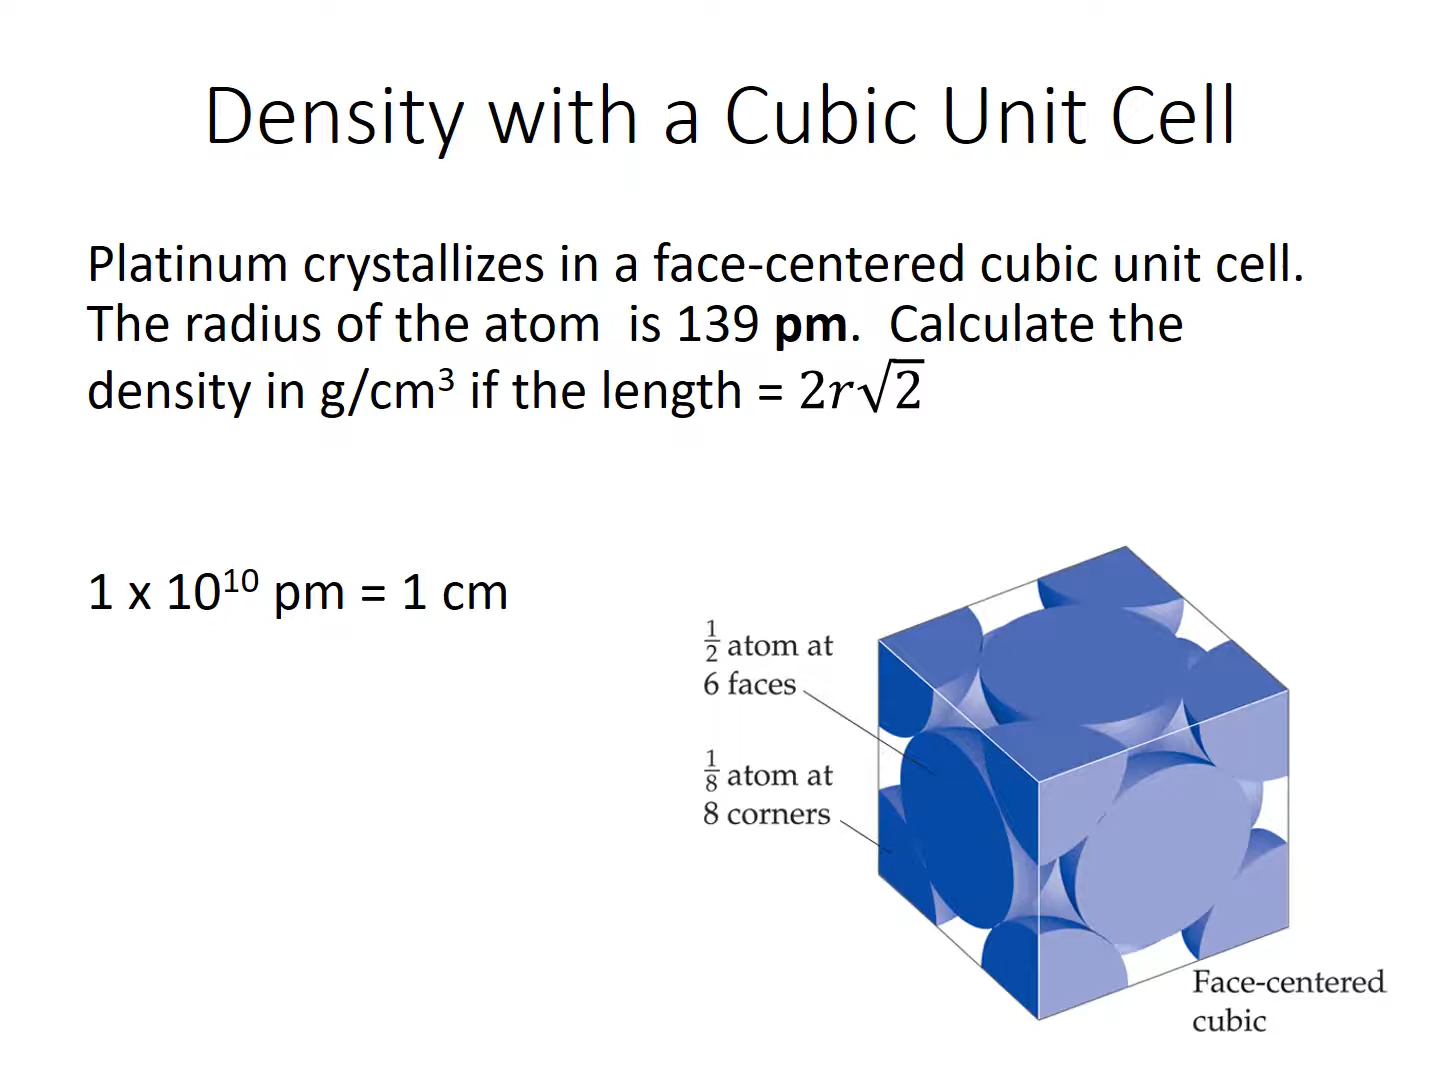 Density with a Cubic Unit Cell
Platinum crystallizes in a face-centered cubic unit cell.
The radius of the atom  is 139 pm.  Calculate the
density in g/cm³ if the length = 2r√2
1 x 10¹⁰ pm = 1 cm
½ atom at
6 faces
⅛ atom at
8 corners
Face-centered
cubic